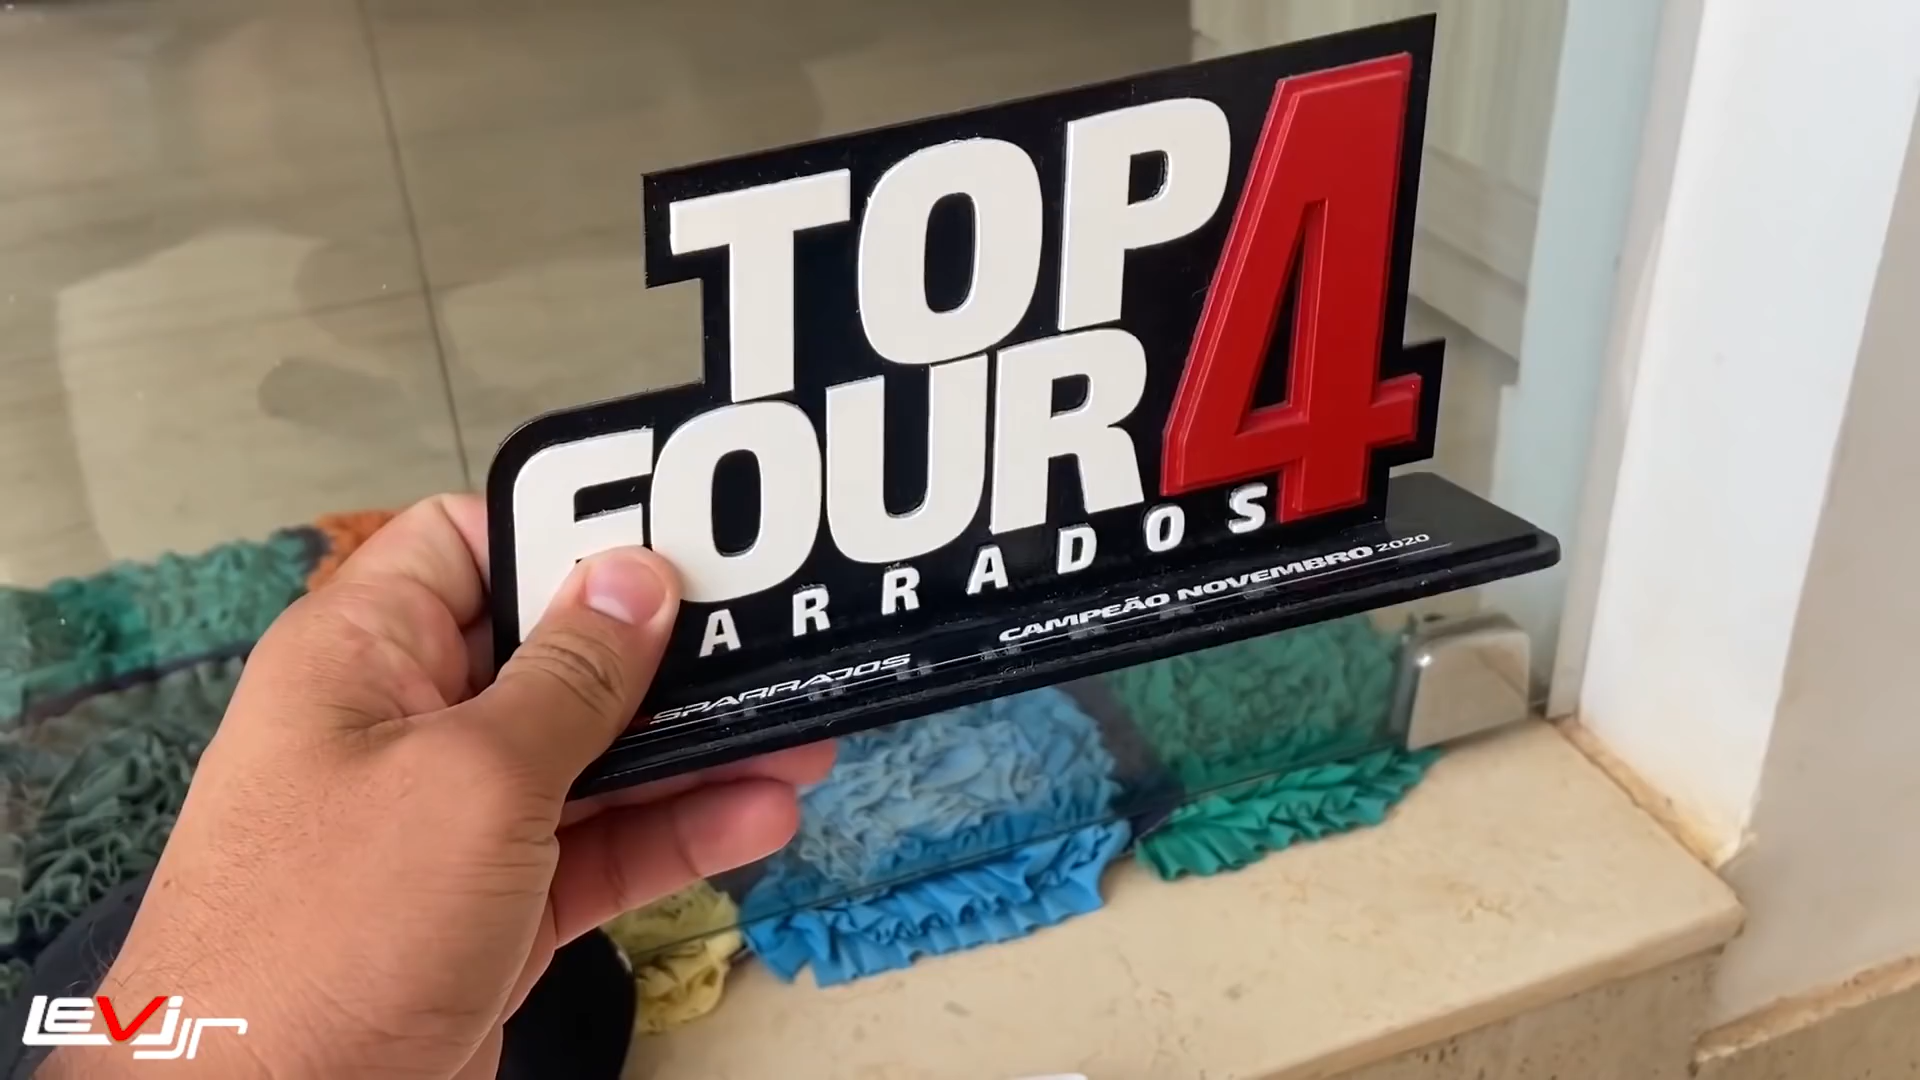 TOP 4
FOUR
ARRADOS
SPARRADOS
CAMPEÃO NOVEMBRO 2020
LEVI JR